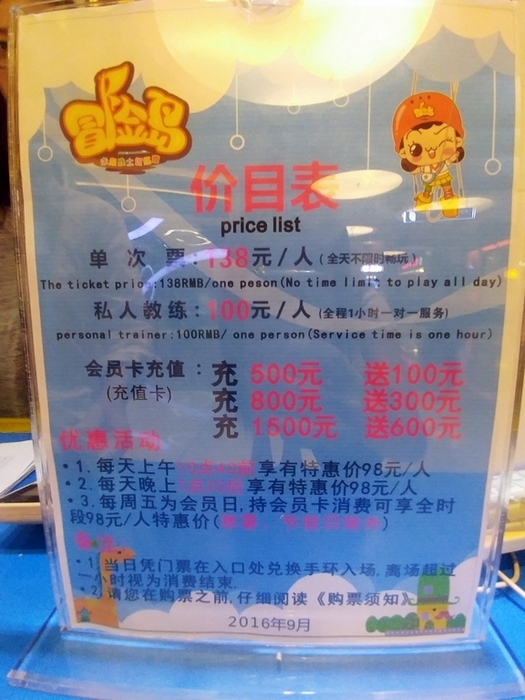 冒险岛
价目表
price list
单 次 票：138元/人（全天不限时畅玩）
The ticket price:138RMB/one peson(No time limit to play all day)
私人教练：100元/人（全程1小时一对一服务）
personal trainer:100RMB/ one person(Service time is one hour)
会员卡充值：充 500元 送100元
(充值卡) 充 800元 送300元
充 1500元 送600元
优惠活动
·1.每天上午 享有特惠价98元/人
·2.每天晚上 享有特惠价98元/人
·3.每周五为会员日,持会员卡消费可享全时
段98元/人特惠价(
备注:
·1.当日凭门票在入口处兑换手环入场,离场超过
一小时视为消费结束.
·2.请您在购票之前,仔细阅读《购票须知》
2016年9月